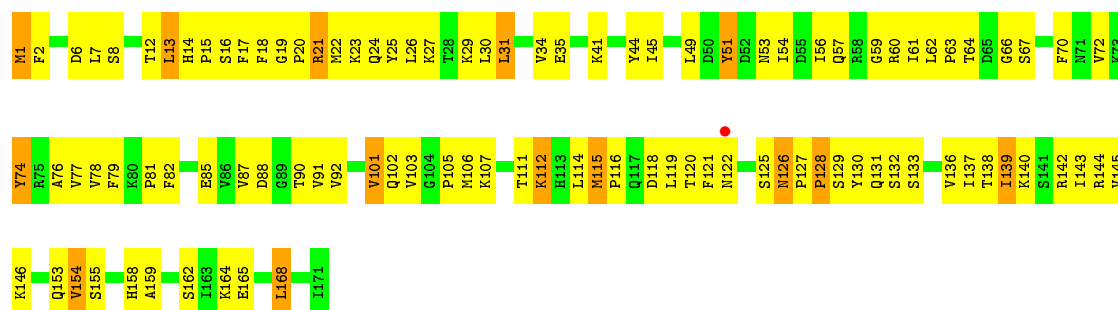 M1 F2 D6 L7 S8 T12 L13 H14 P15 S16 F17 F18 G19 P20 R21 M22 K23 Q24 Y25 L26 K27 T28 K29 L30 L31 V34 E35 K41 Y44 I45 L49 D50 Y51 D52 N53 I54 D55 I56 Q57 R58 G59 R60 I61 L62 P63 T64 D65 G66 S67 F70 N71 V72 K73
Y74 R75 A76 V77 V78 F79 K80 P81 F82 E85 V86 V87 D88 G89 T90 V91 V92 V101 Q102 V103 G104 P105 M106 K107 T111 K112 H113 L114 M115 P116 Q117 D118 L119 T120 F121 N122 S125 N126 P127 P128 S129 Y130 Q131 S132 S133 V136 I137 T138 I139 K140 S141 R142 I143 R144 V145
K146 Q153 V154 S155 H158 A159 S162 I163 K164 E165 L168 I171